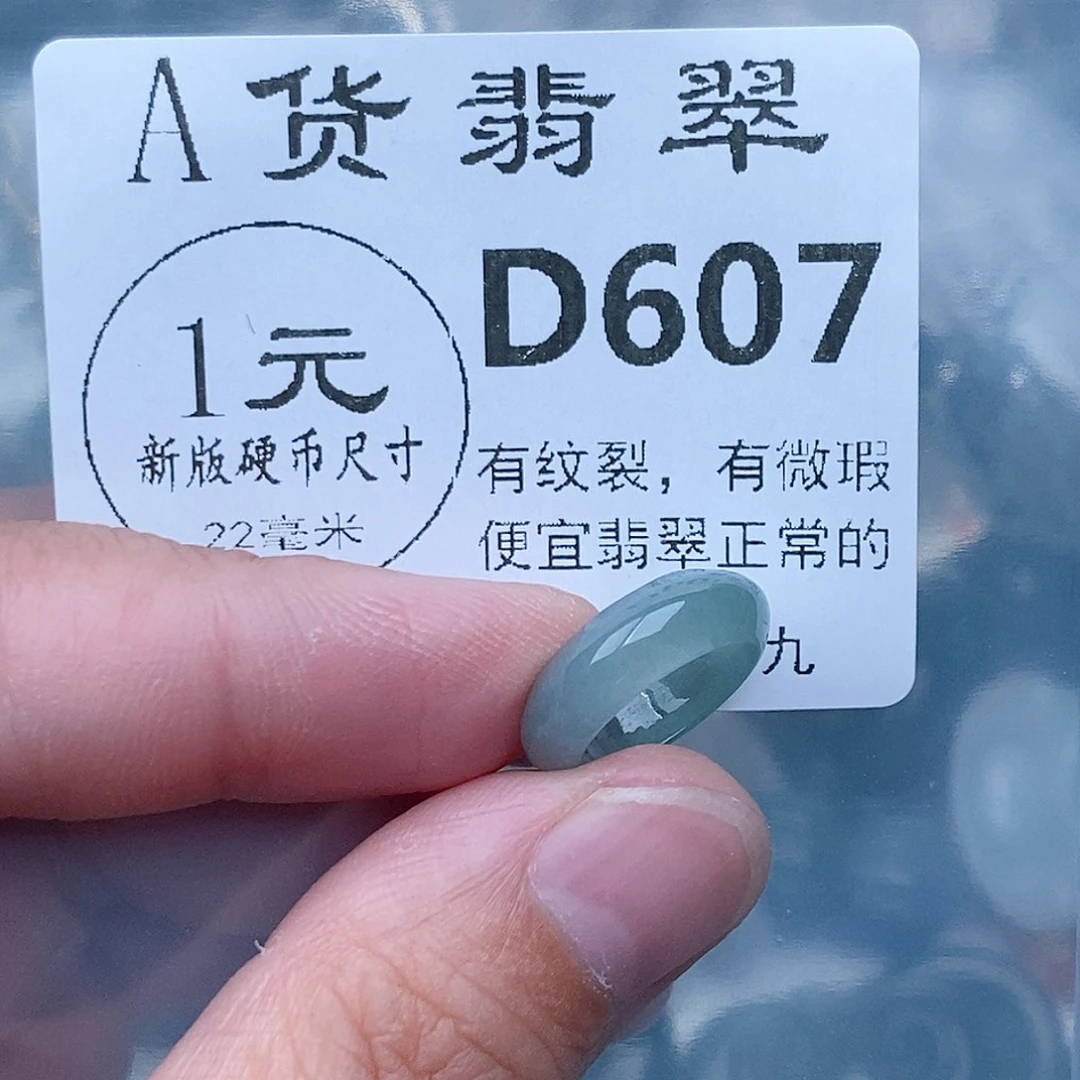 A货翡翠
D607
1元
新版硬币尺寸
22毫米
有纹裂，有微瑕
便宜翡翠正常的
九